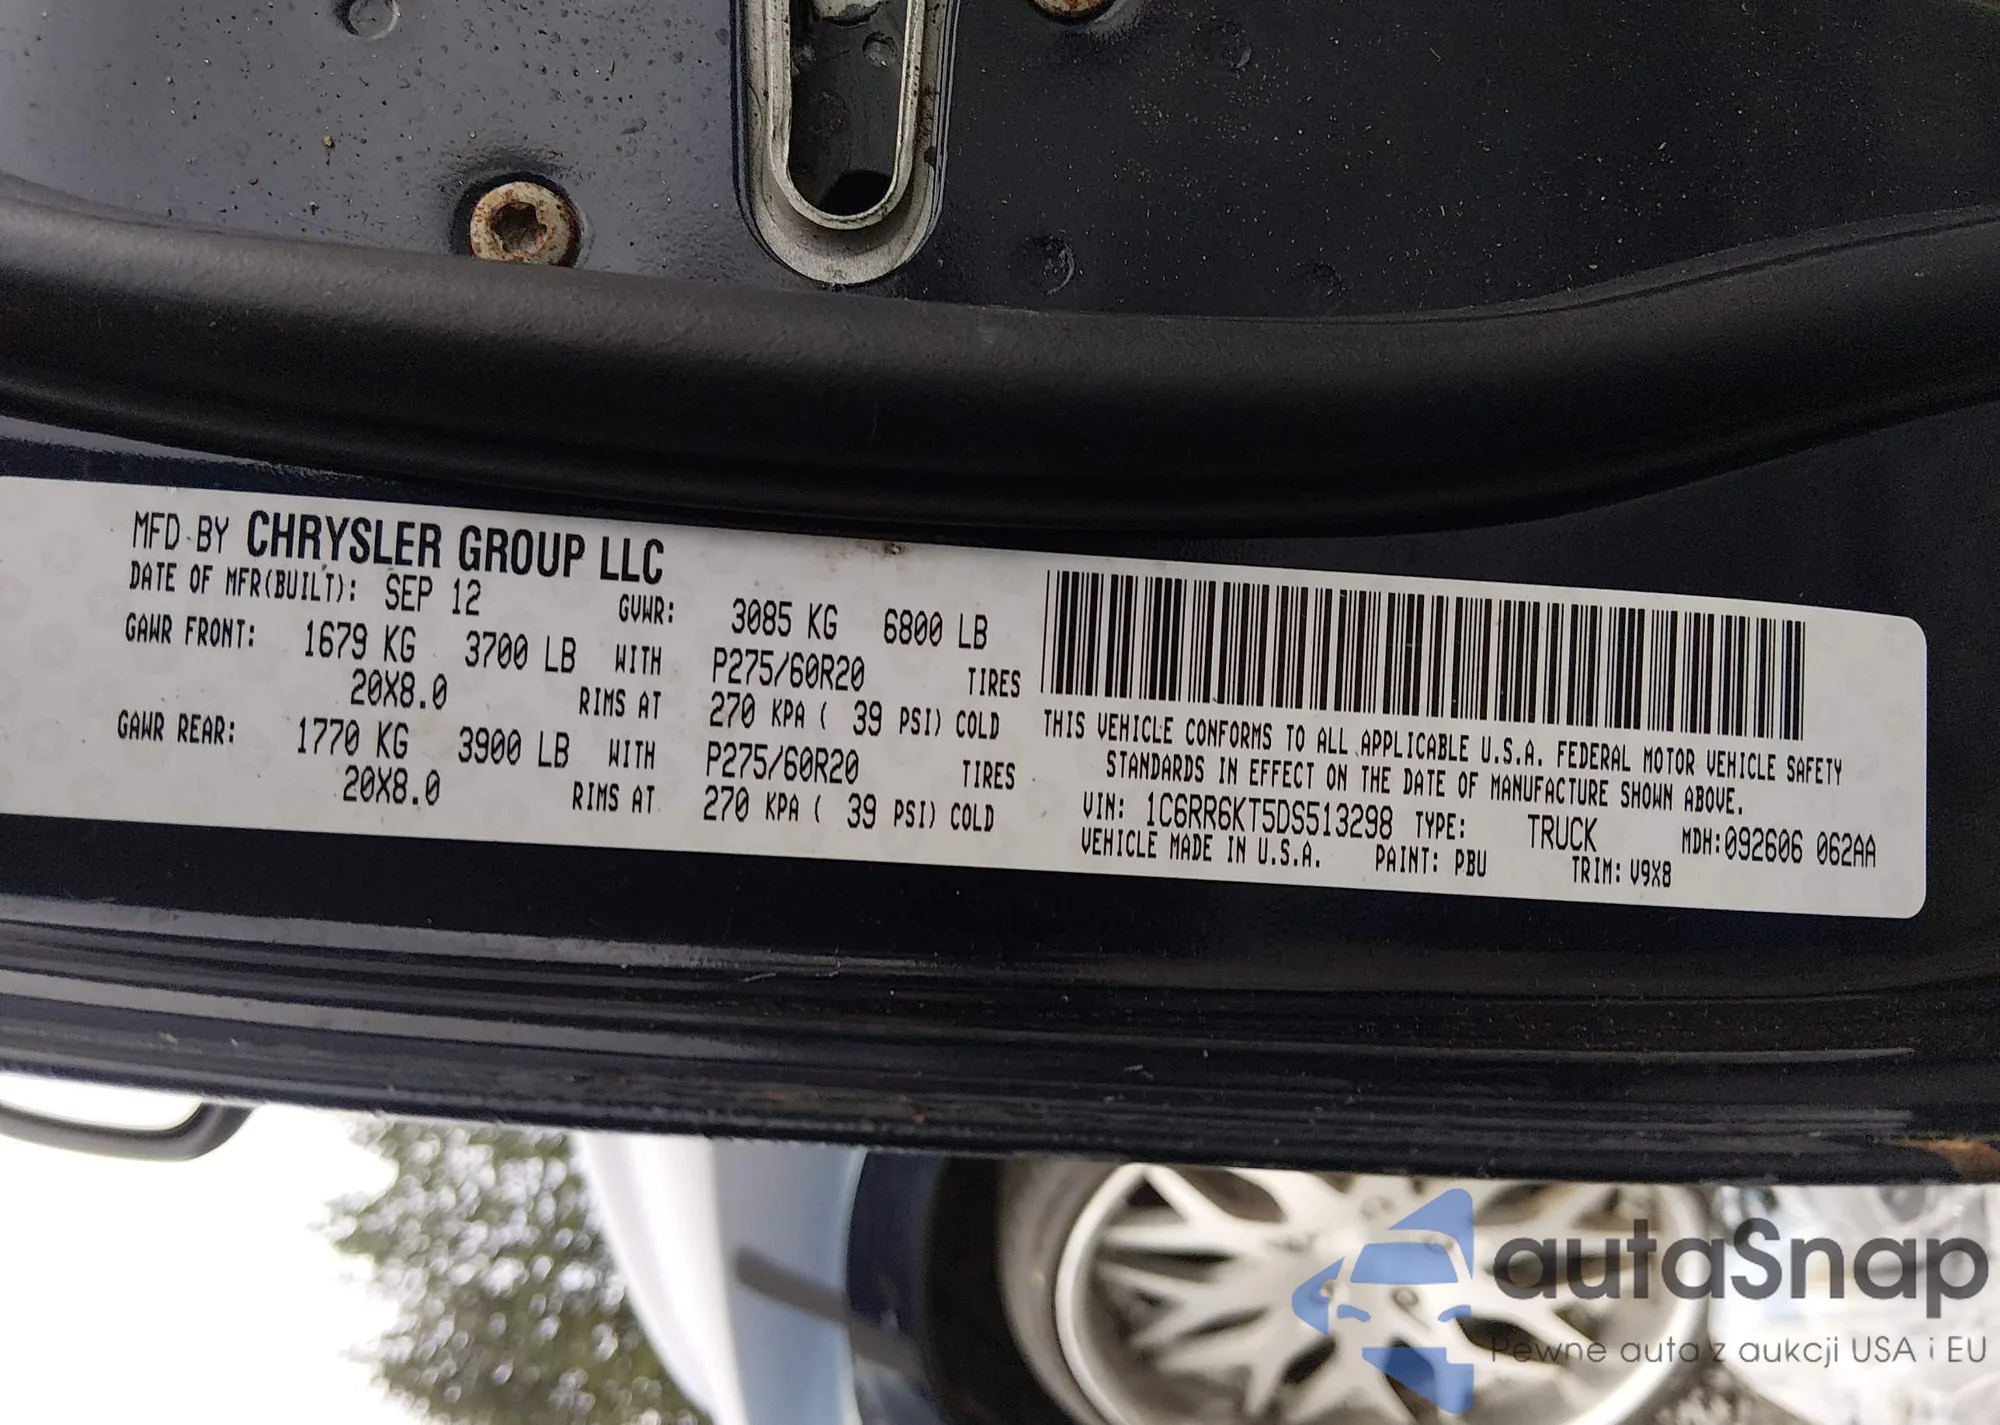 MFD BY CHRYSLER GROUP LLC
DATE OF MFR(BUILT): SEP 12 GVWR: 3085 KG 6800 LB
GAWR FRONT: 1679 KG 3700 LB WITH P275/60R20 TIRES
20X8.0 RIMS AT 270 KPA ( 39 PSI) COLD
GAWR REAR: 1770 KG 3900 LB WITH P275/60R20 TIRES
20X8.0 RIMS AT 270 KPA ( 39 PSI) COLD
THIS VEHICLE CONFORMS TO ALL APPLICABLE U.S.A. FEDERAL MOTOR VEHICLE SAFETY
STANDARDS IN EFFECT ON THE DATE OF MANUFACTURE SHOWN ABOVE.
VIN: 1C6RR6KT5DS513298 TYPE: TRUCK MDH:092606 062AA
VEHICLE MADE IN U.S.A. PAINT: PBU TRIM: V9X8
autaSnap
Pewne auta z aukcji USA i EU